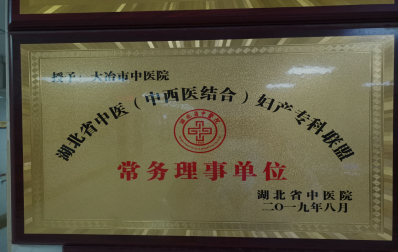 授予：大冶市中医院
湖北省中医（中西医结合）妇产专科联盟
常务理事单位
湖北省中医院
二〇一九年八月